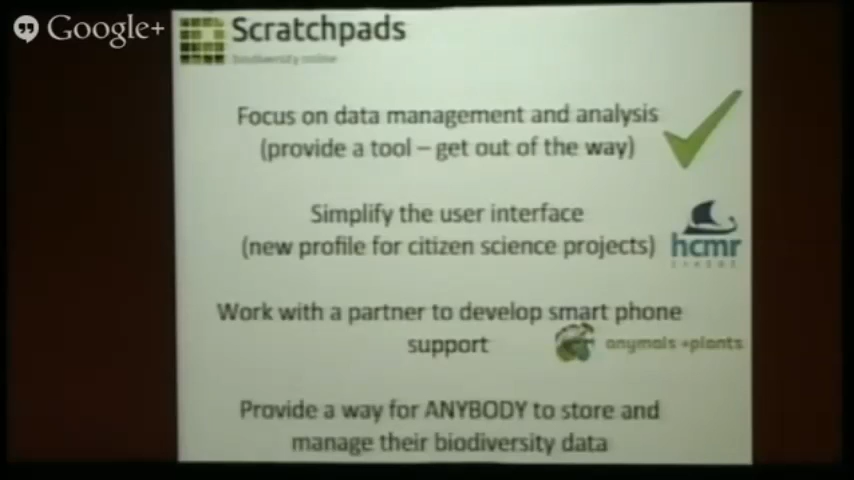 Google+
Scratchpads
biodiversity online
Focus on data management and analysis
(provide a tool – get out of the way)
Simplify the user interface
(new profile for citizen science projects)
hcmr
Work with a partner to develop smart phone
support
anymals +plants
Provide a way for ANYBODY to store and
manage their biodiversity data